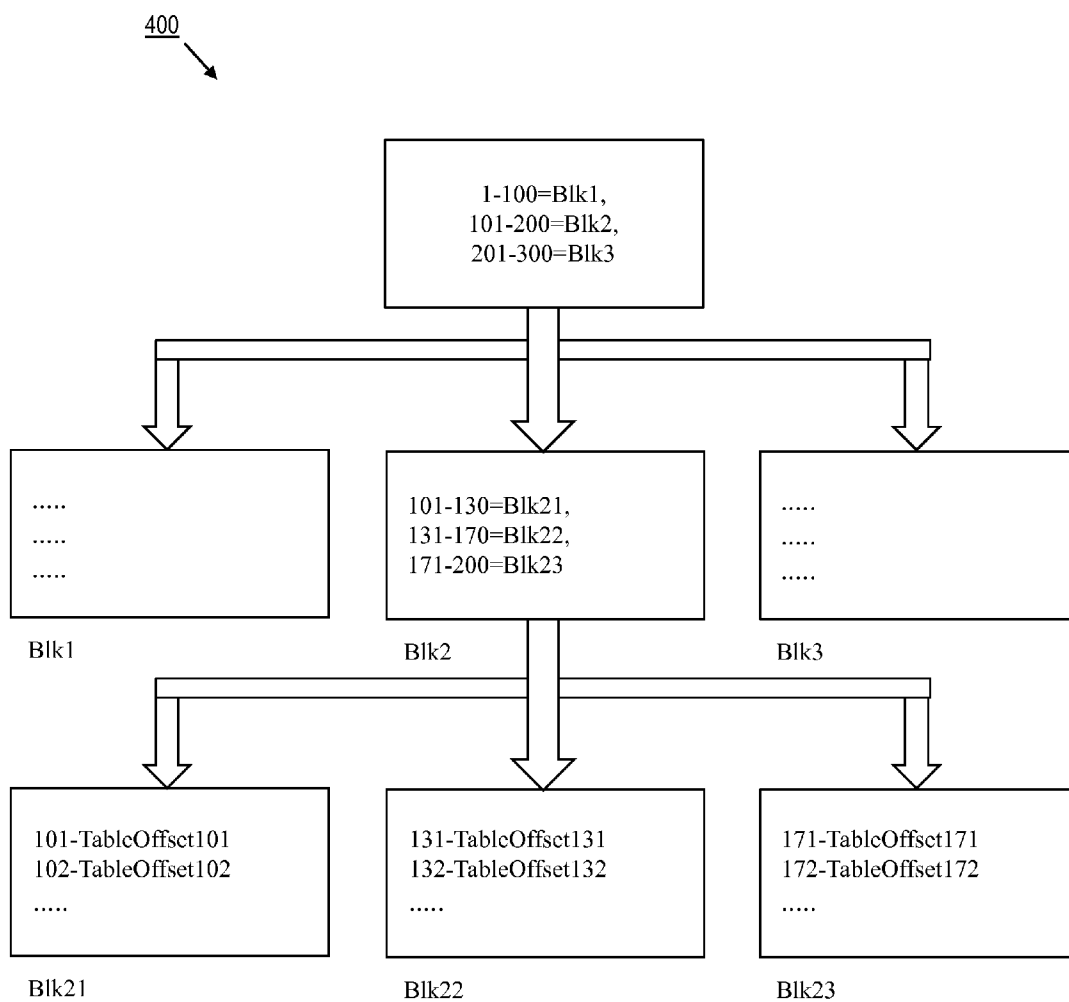 400
1-100=Blk1,
101-200=Blk2,
201-300=Blk3
.....
.....
.....
Blk1
101-130=Blk21,
131-170=Blk22,
171-200=Blk23
Blk2
.....
.....
.....
Blk3
101-TableOffset101
102-TableOffset102
.....
Blk21
131-TableOffset131
132-TableOffset132
.....
Blk22
171-TableOffset171
172-TableOffset172
.....
Blk23